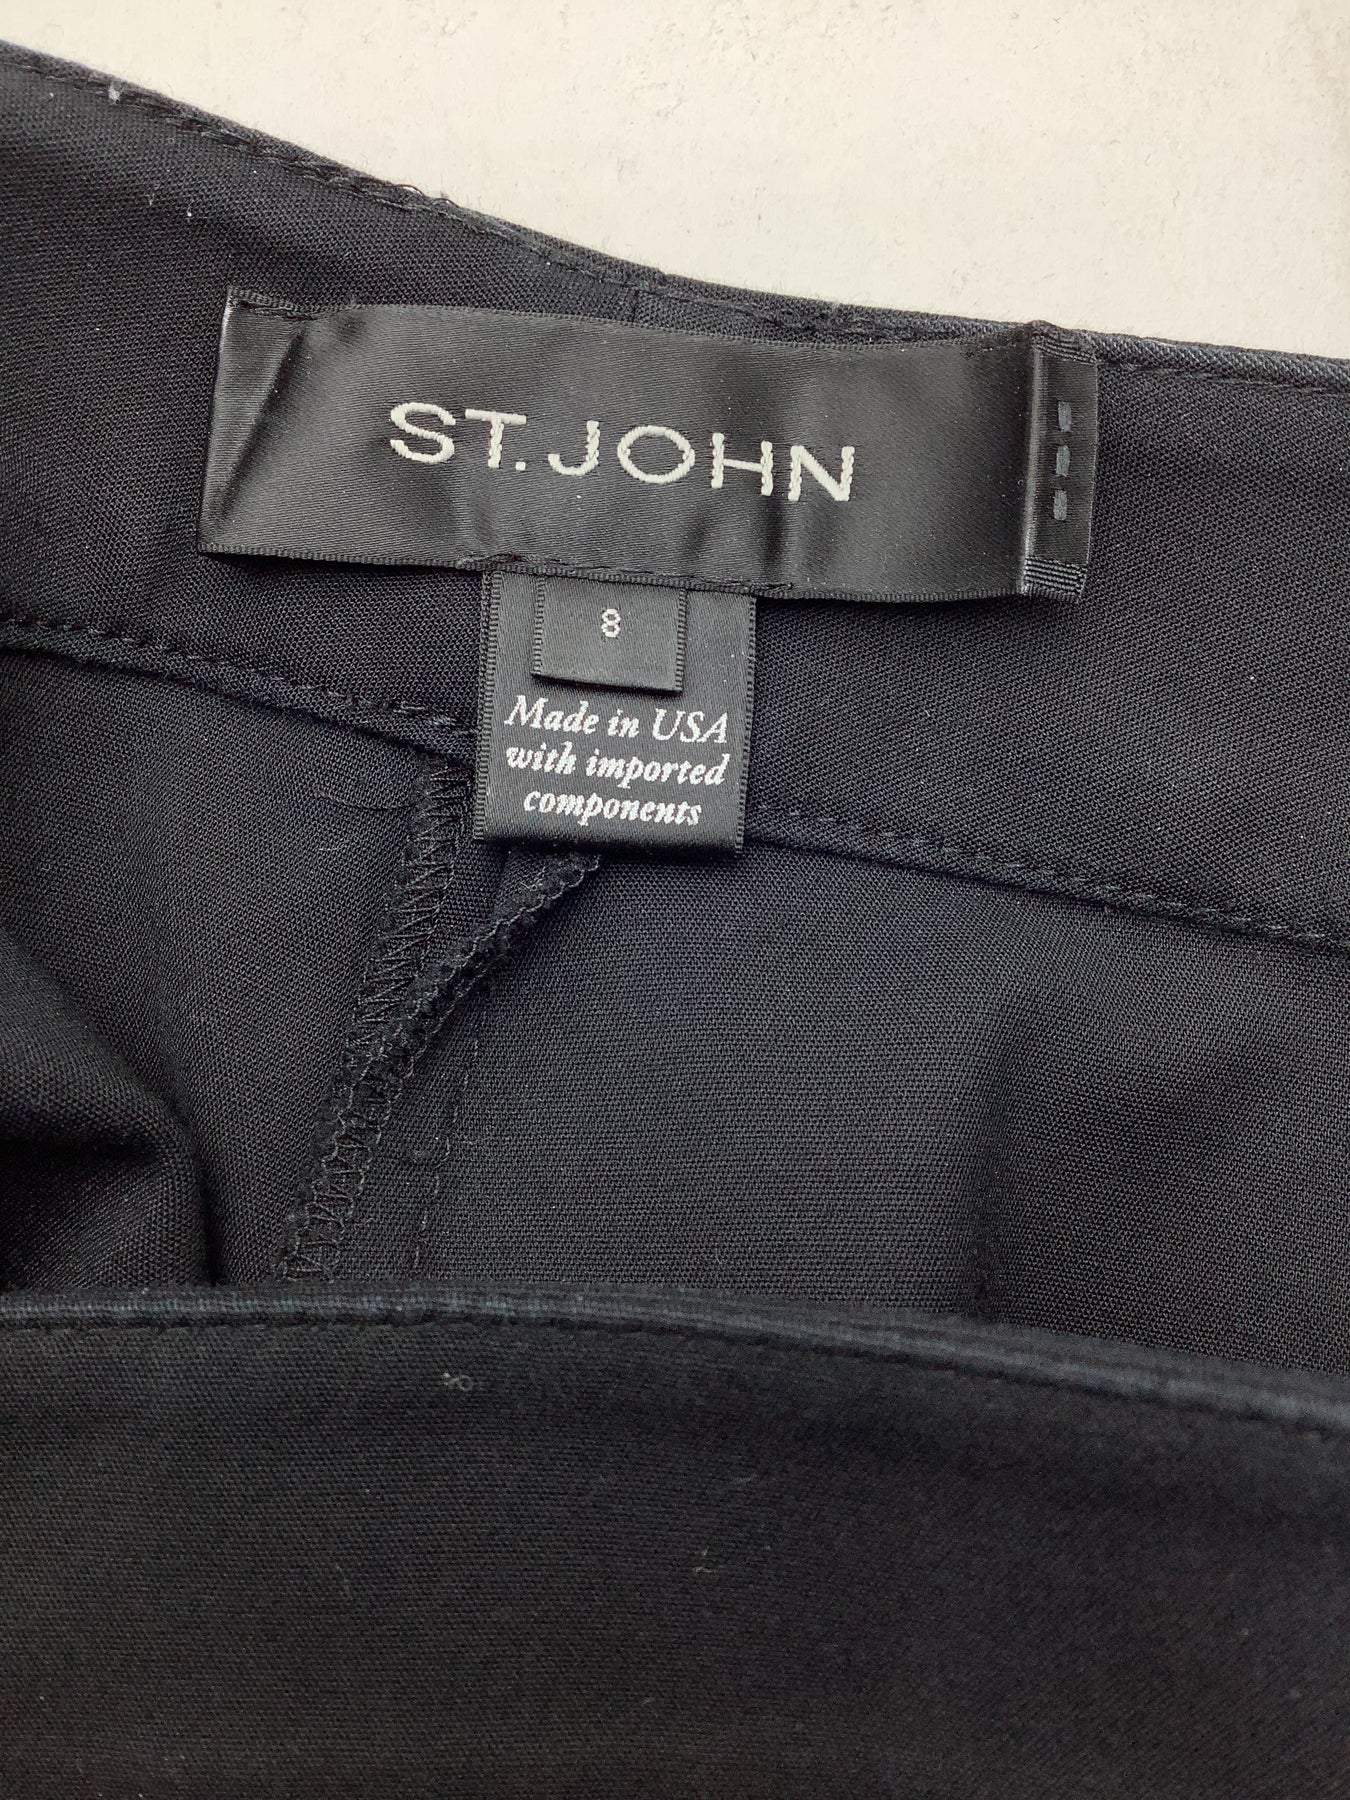 ST. JOHN
8
Made in USA
with imported
components